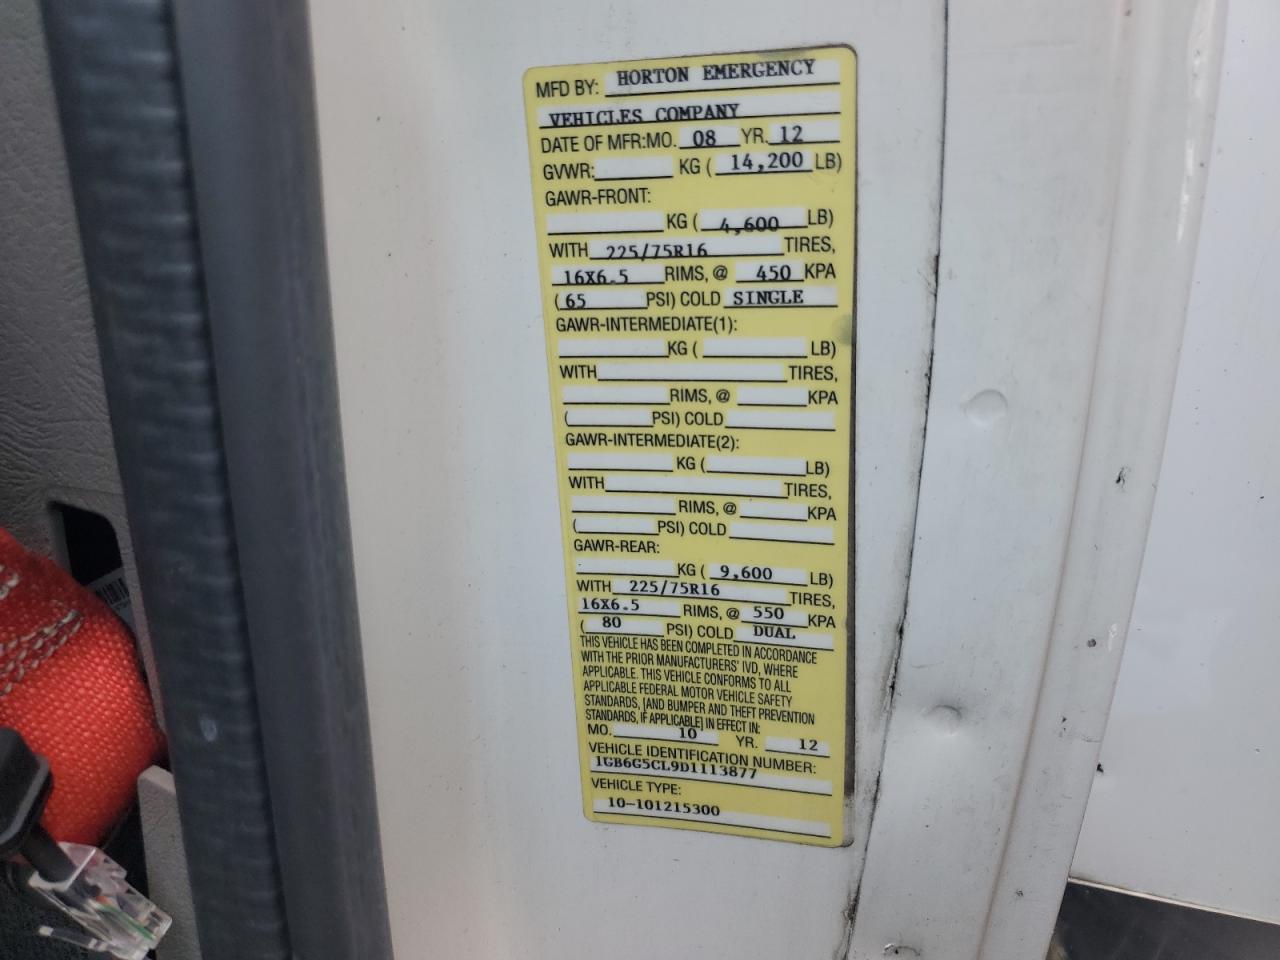 MFD BY: HORTON EMERGENCY
VEHICLES COMPANY
DATE OF MFR:MO. 08 YR. 12
GVWR: KG ( 14,200 LB)
GAWR-FRONT:
KG ( 4,600 LB)
WITH 225/75R16 TIRES,
16X6.5 RIMS, @ 450 KPA
( 65 PSI) COLD SINGLE
GAWR-INTERMEDIATE(1):
KG ( LB)
WITH TIRES,
RIMS, @ KPA
( PSI) COLD
GAWR-INTERMEDIATE(2):
KG ( LB)
WITH TIRES,
RIMS, @ KPA
( PSI) COLD
GAWR-REAR:
KG ( 9,600 LB)
WITH 225/75R16 TIRES,
16X6.5 RIMS, @ 550 KPA
( 80 PSI) COLD DUAL
THIS VEHICLE HAS BEEN COMPLETED IN ACCORDANCE
WITH THE PRIOR MANUFACTURERS' IVD, WHERE
APPLICABLE. THIS VEHICLE CONFORMS TO ALL
APPLICABLE FEDERAL MOTOR VEHICLE SAFETY
STANDARDS, [AND BUMPER AND THEFT PREVENTION
STANDARDS, IF APPLICABLE] IN EFFECT IN:
MO. 10 YR. 12
VEHICLE IDENTIFICATION NUMBER:
1GB6G5CL9D1113877
VEHICLE TYPE:
10-101215300